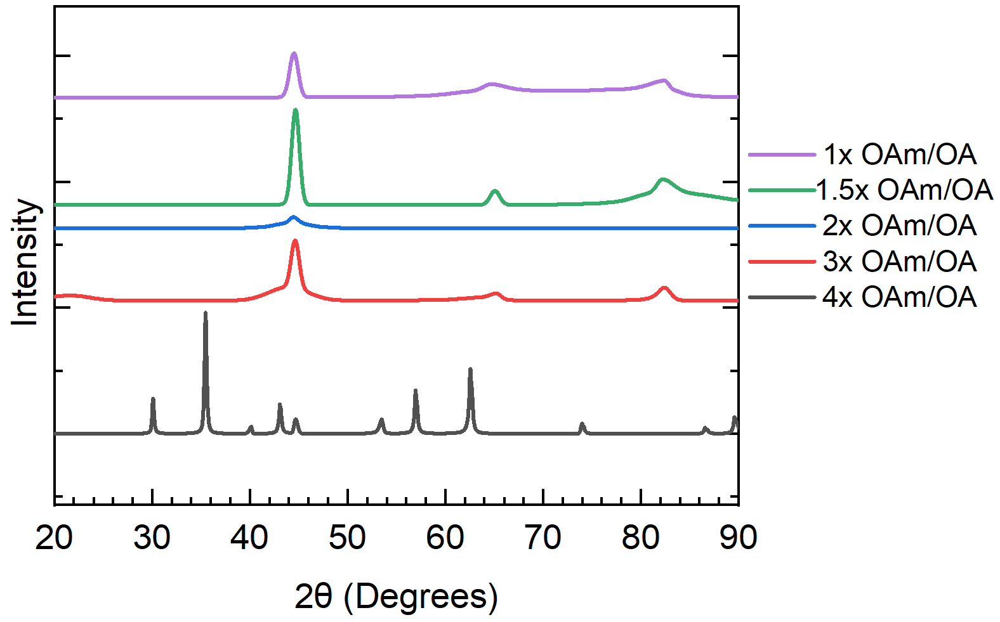 Intensity
1x OAm/OA
1.5x OAm/OA
2x OAm/OA
3x OAm/OA
4x OAm/OA
20 30 40 50 60 70 80 90
2θ (Degrees)